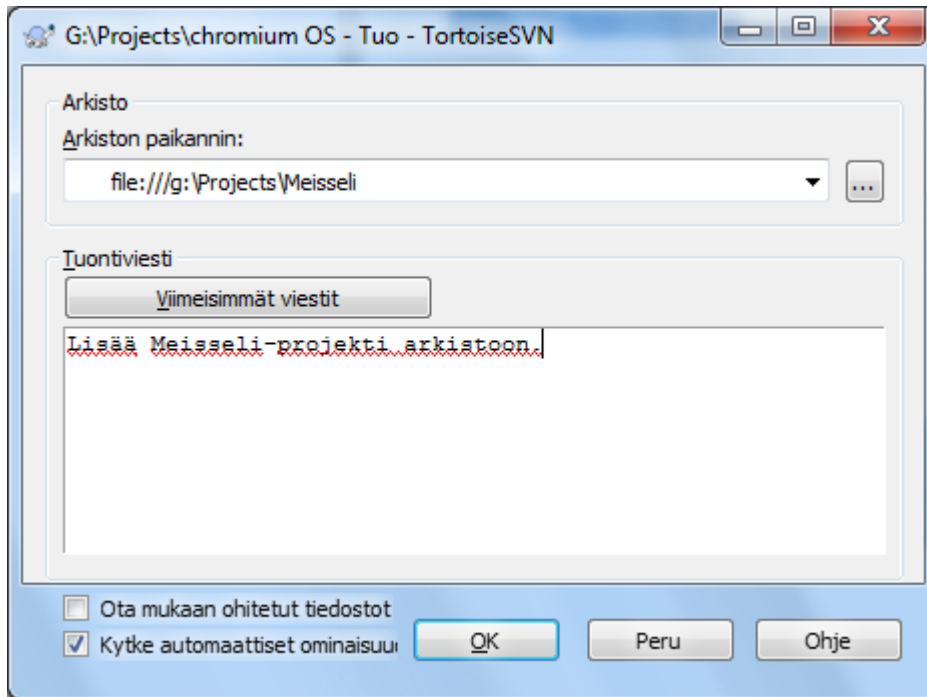 G:\Projects\chromium OS - Tuo - TortoiseSVN
Arkisto
Arkiston paikannin:
file:///g:\Projects\Meisseli
...
Tuontiviesti
Viimeisimmät viestit
Lisää Meisseli-projekti arkistoon.
Ota mukaan ohitetut tiedostot
Kytke automaattiset ominaisuu
OK
Peru
Ohje